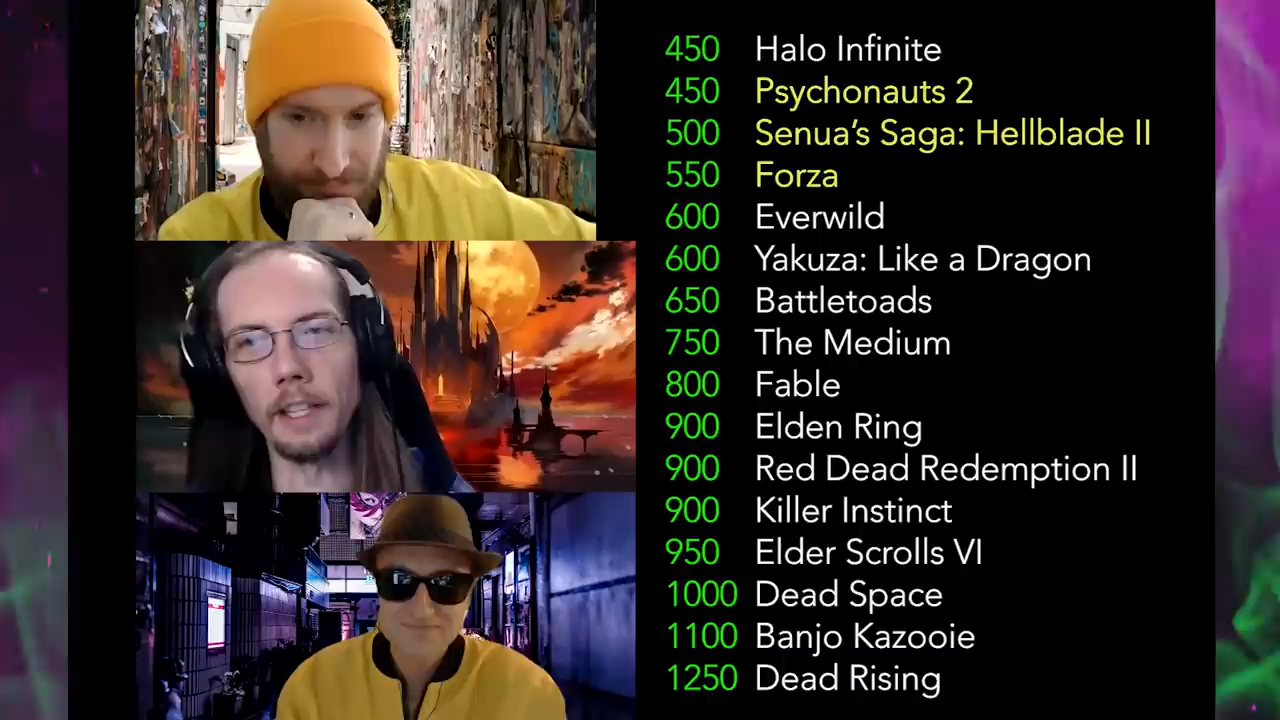 450 Halo Infinite
450 Psychonauts 2
500 Senua's Saga: Hellblade II
550 Forza
600 Everwild
600 Yakuza: Like a Dragon
650 Battletoads
750 The Medium
800 Fable
900 Elden Ring
900 Red Dead Redemption II
900 Killer Instinct
950 Elder Scrolls VI
1000 Dead Space
1100 Banjo Kazooie
1250 Dead Rising